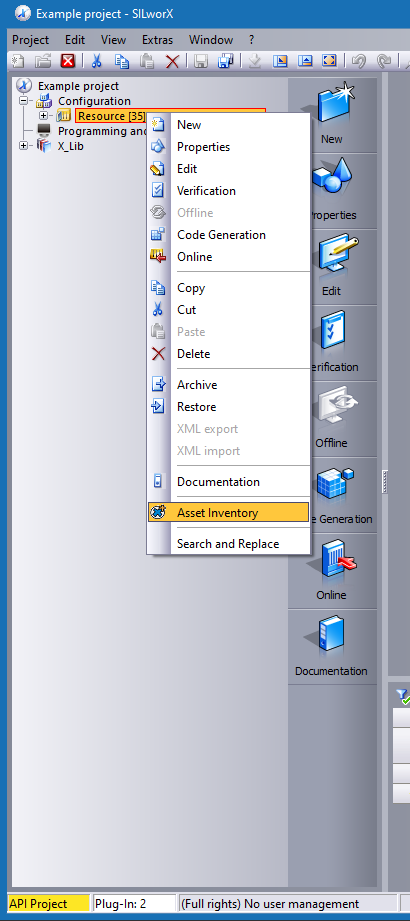 Example project - SILworX
Project Edit View Extras Window ?
Example project
Configuration
Resource [35]
Programming and
X_Lib
New
Properties
Edit
Verification
Offline
Code Generation
Online
Copy
Cut
Paste
Delete
Archive
Restore
XML export
XML import
Documentation
Asset Inventory
Search and Replace
New
roperties
Edit
erification
Offline
e Generation
Online
Documentation
API Project Plug-In: 2 (Full rights) No user management